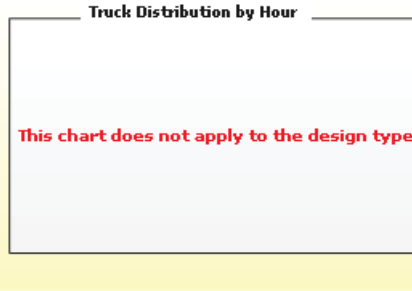 Truck Distribution by Hour
This chart does not apply to the design type